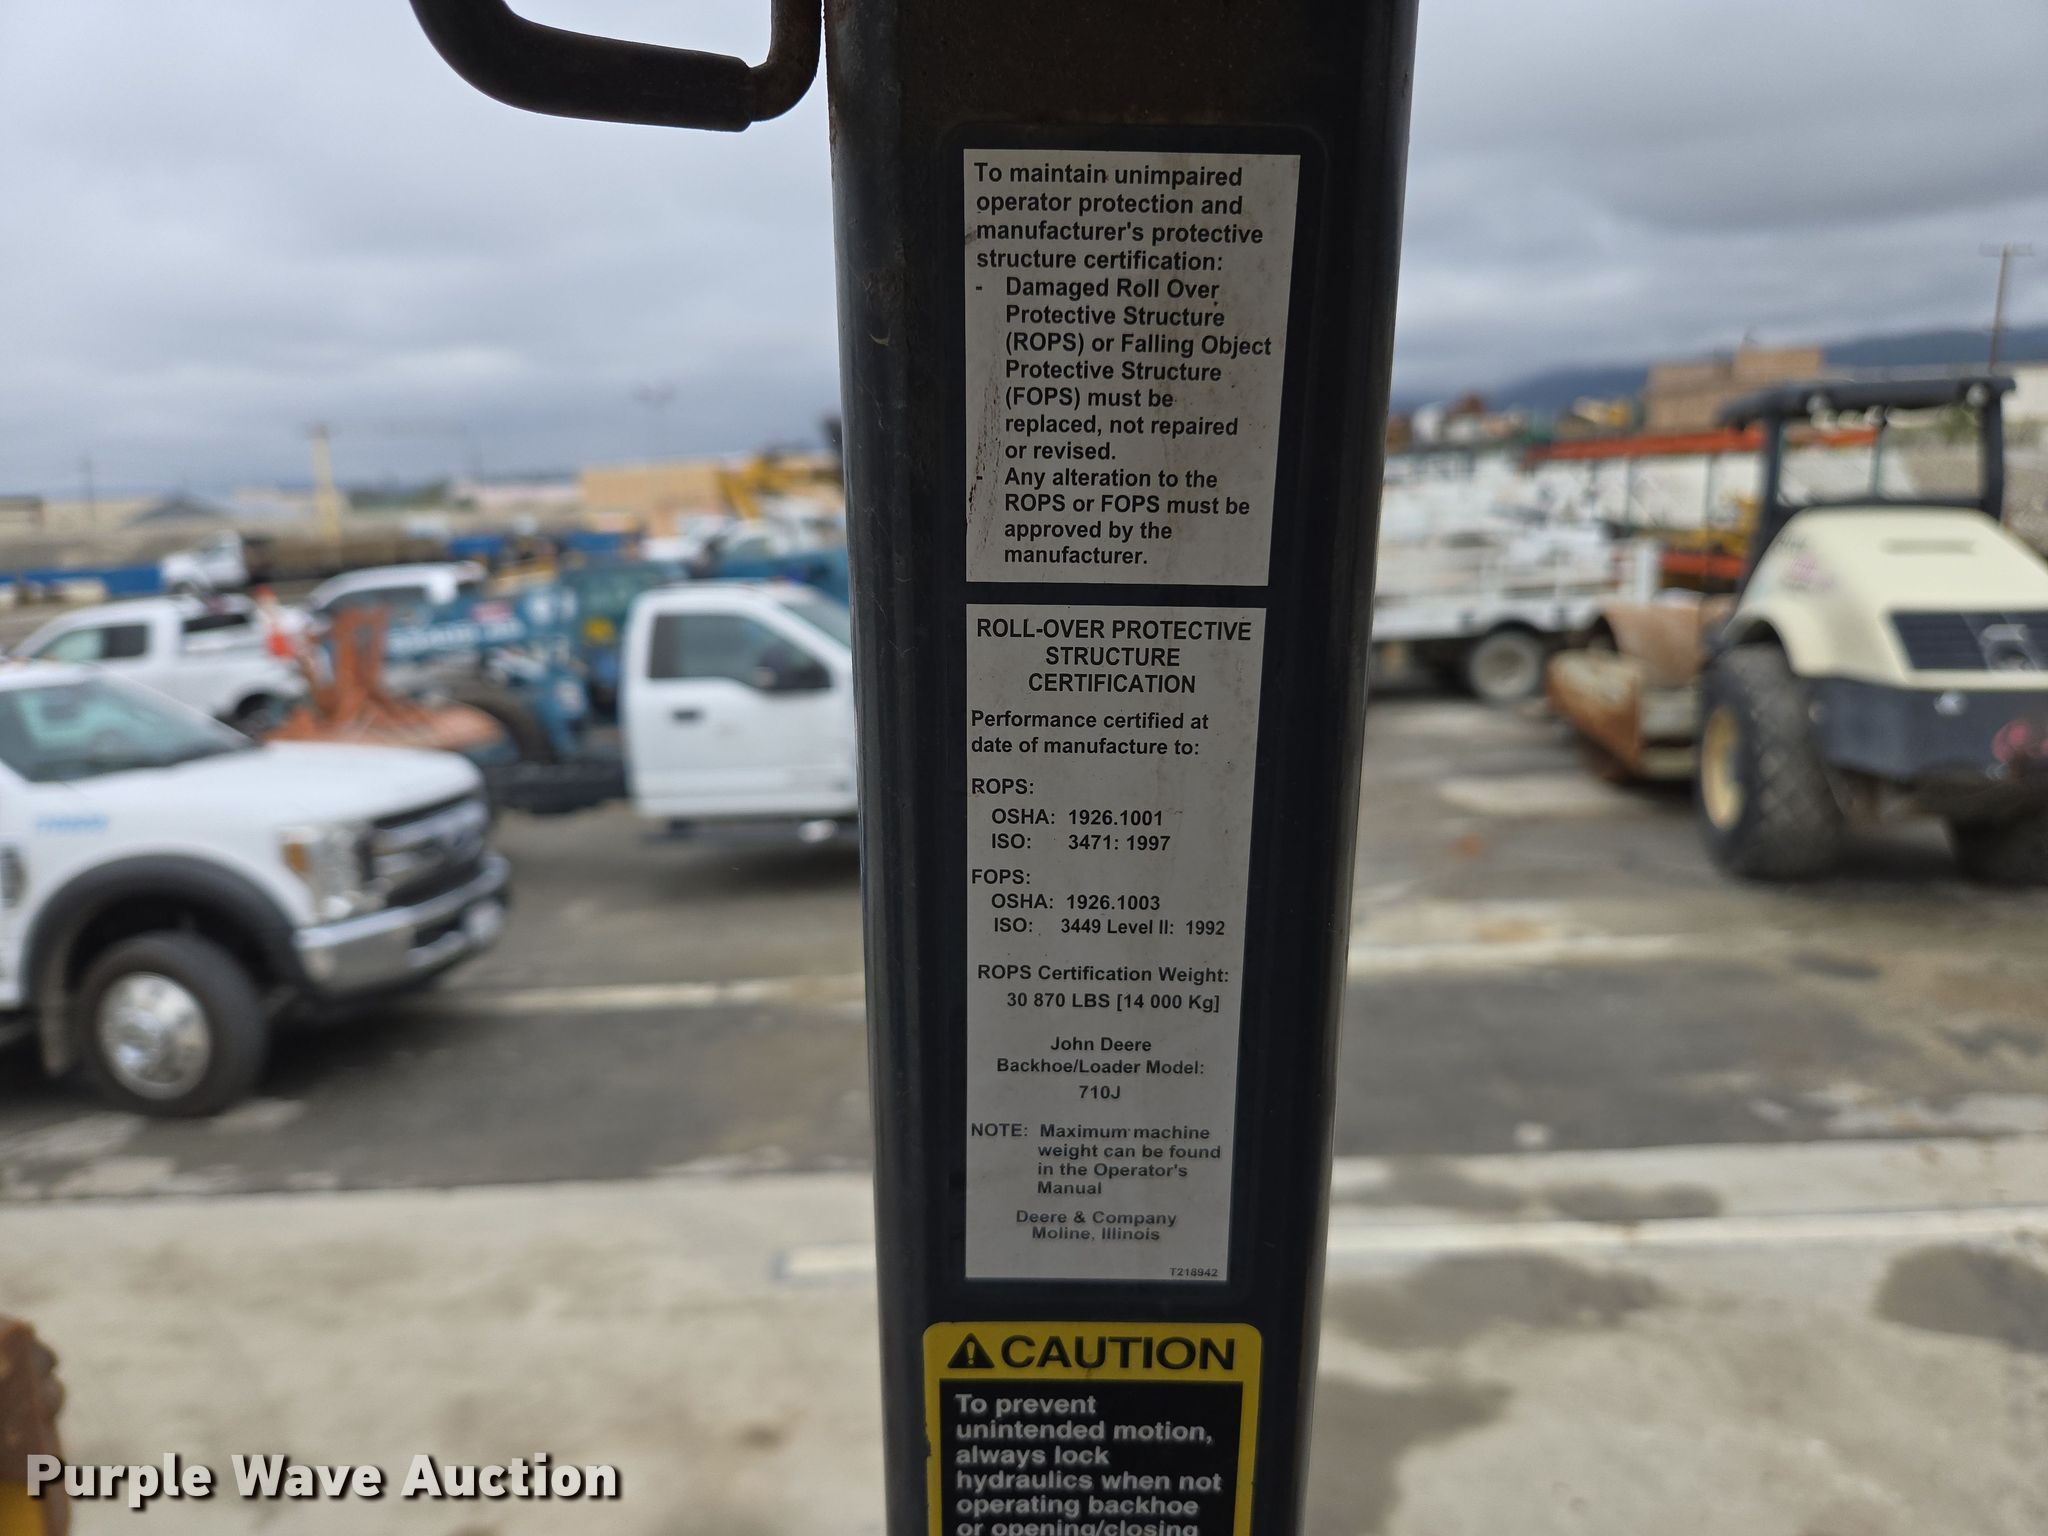 To maintain unimpaired
operator protection and
manufacturer's protective
structure certification:
- Damaged Roll Over
Protective Structure
(ROPS) or Falling Object
Protective Structure
(FOPS) must be
replaced, not repaired
or revised.
- Any alteration to the
ROPS or FOPS must be
approved by the
manufacturer.
ROLL-OVER PROTECTIVE
STRUCTURE
CERTIFICATION
Performance certified at
date of manufacture to:
ROPS:
OSHA: 1926.1001
ISO: 3471: 1997
FOPS:
OSHA: 1926.1003
ISO: 3449 Level II: 1992
ROPS Certification Weight:
30 870 LBS [14 000 Kg]
John Deere
Backhoe/Loader Model:
710J
NOTE: Maximum machine
weight can be found
in the Operator's
Manual
Deere & Company
Moline, Illinois
T218942
CAUTION
To prevent
unintended motion,
always lock
hydraulics when not
operating backhoe
or opening/closing
Purple Wave Auction